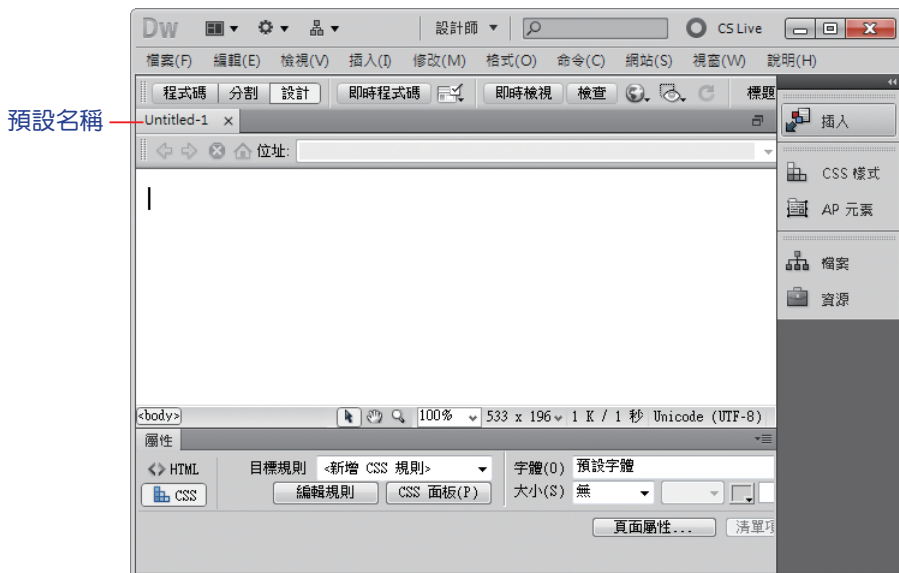 Dw 設計師 CS Live
檔案(F) 編輯(E) 檢視(V) 插入(I) 修改(M) 格式(O) 命令(C) 網站(S) 視窗(W) 說明(H)
程式碼 分割 設計 即時程式碼 即時檢視 檢查 標題
預設名稱
Untitled-1
位址:
插入
CSS 樣式
AP 元素
檔案
資源
<body> 100% 533 x 196 1 K / 1 秒 Unicode (UTF-8)
屬性
<> HTML 目標規則 <新增 CSS 規則> 字體(O) 預設字體
CSS 編輯規則 CSS 面板(P) 大小(S) 無
頁面屬性... 清單項